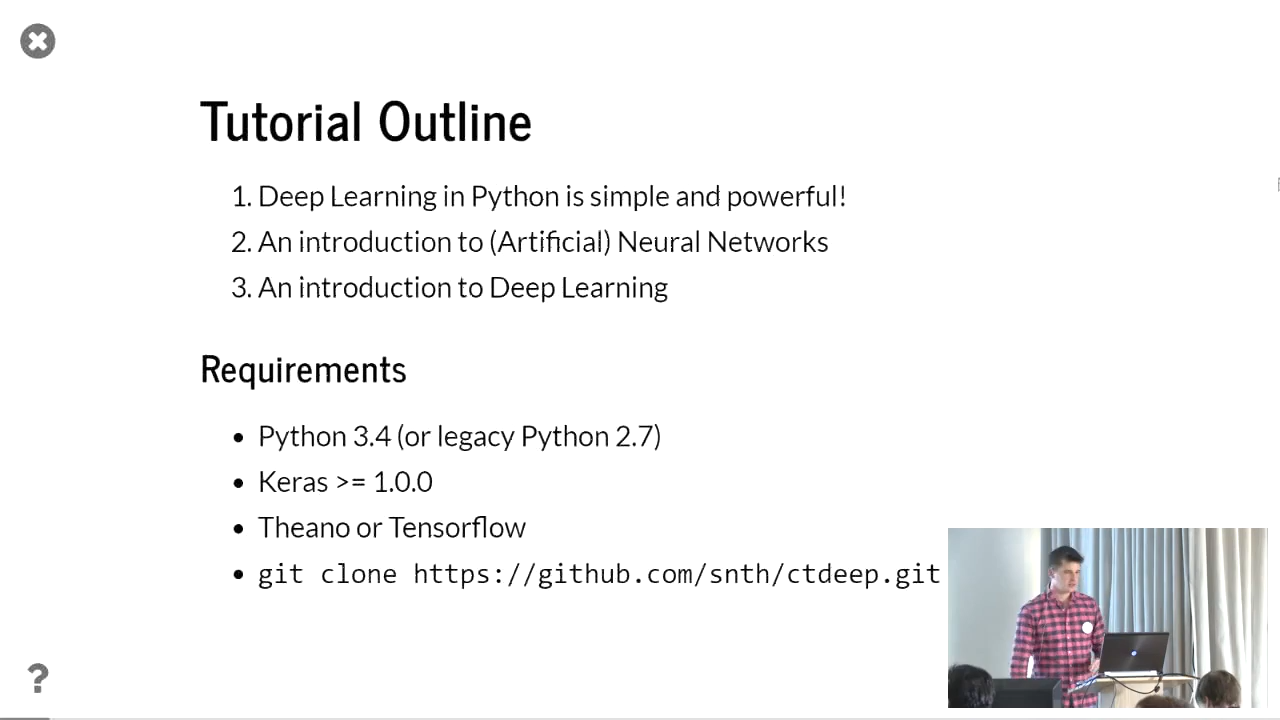 Tutorial Outline
1. Deep Learning in Python is simple and powerful!
2. An introduction to (Artificial) Neural Networks
3. An introduction to Deep Learning
Requirements
• Python 3.4 (or legacy Python 2.7)
• Keras >= 1.0.0
• Theano or Tensorflow
• git clone https://github.com/snth/ctdeep.git
?